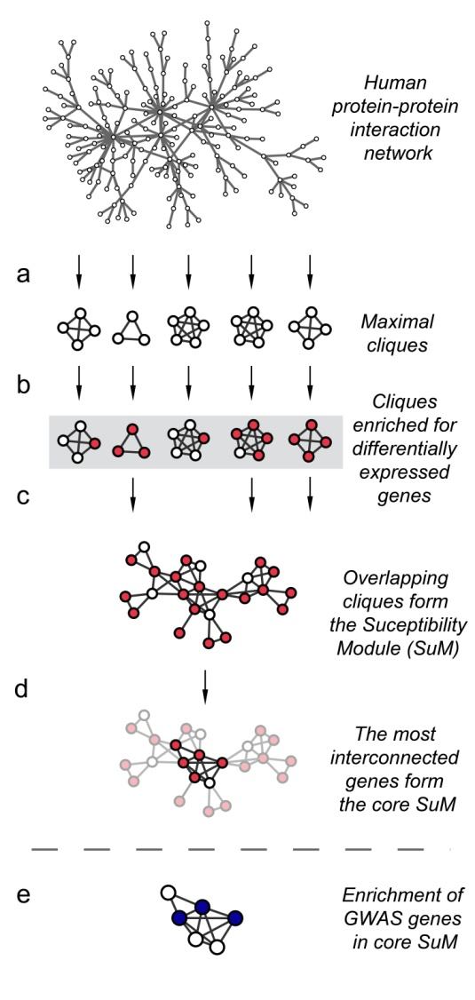 Human
protein-protein
interaction
network
a
Maximal
cliques
b
Cliques
enriched for
differentially
expressed
genes
c
Overlapping
cliques form
the Suceptibility
Module (SuM)
d
The most
interconnected
genes form
the core SuM
e
Enrichment of
GWAS genes
in core SuM